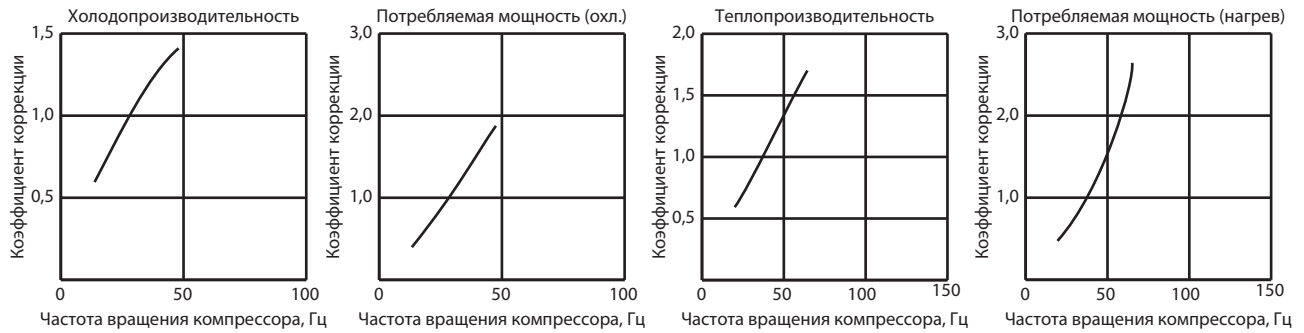 Холодопроизводительность
Коэффициент коррекции
1,5
1,0
0,5
0
50
100
Частота вращения компрессора, Гц
Потребляемая мощность (охл.)
Коэффициент коррекции
3,0
2,0
1,0
0
50
100
Частота вращения компрессора, Гц
Теплопроизводительность
Коэффициент коррекции
2,0
1,5
1,0
0,5
0
50
100
150
Частота вращения компрессора, Гц
Потребляемая мощность (нагрев)
Коэффициент коррекции
3,0
2,0
1,0
0
50
100
150
Частота вращения компрессора, Гц